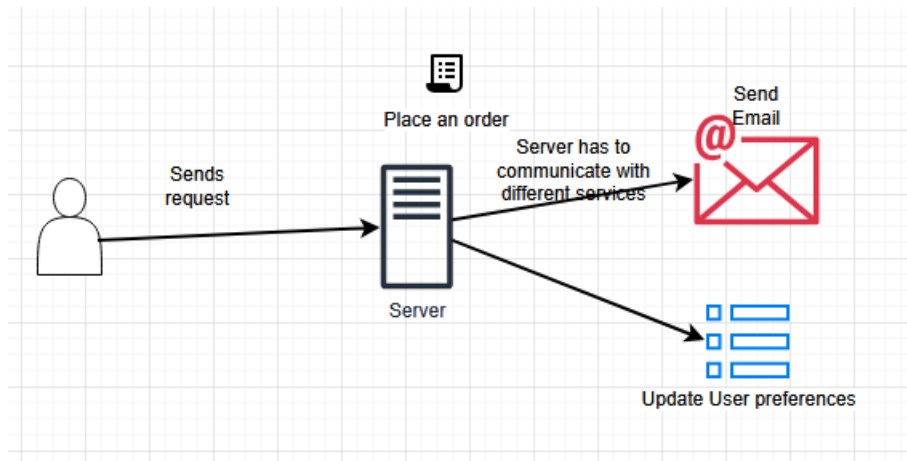 Place an order
Sends
request
Server
Server has to
communicate with
different services
Send
Email
@
Update User preferences